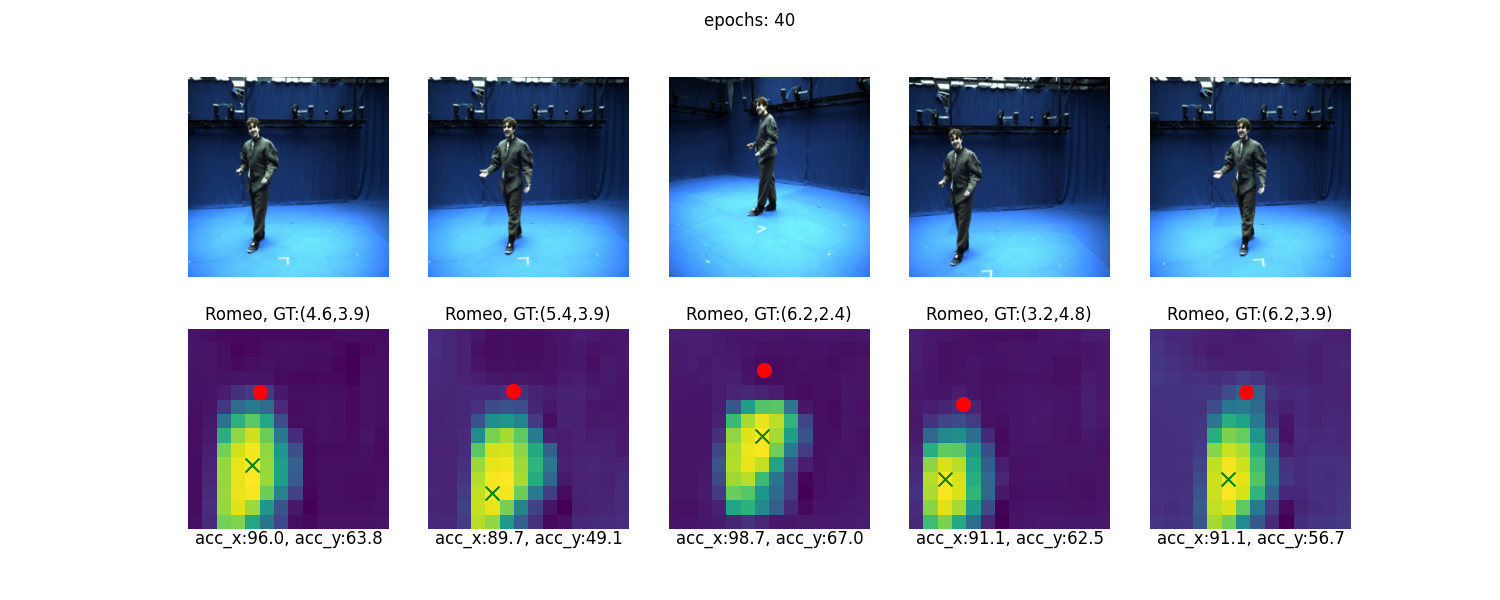 epochs: 40
Romeo, GT:(4.6,3.9)
Romeo, GT:(5.4,3.9)
Romeo, GT:(6.2,2.4)
Romeo, GT:(3.2,4.8)
Romeo, GT:(6.2,3.9)
acc_x:96.0, acc_y:63.8
acc_x:89.7, acc_y:49.1
acc_x:98.7, acc_y:67.0
acc_x:91.1, acc_y:62.5
acc_x:91.1, acc_y:56.7